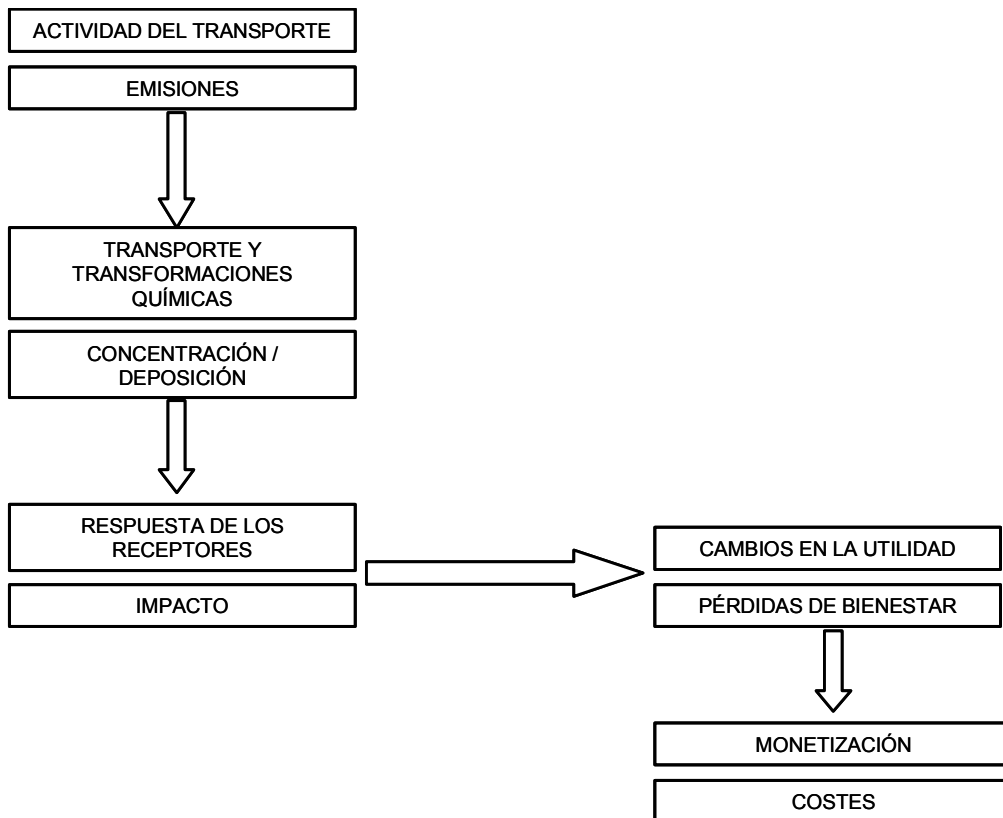 ACTIVIDAD DEL TRANSPORTE
EMISIONES
TRANSPORTE Y
TRANSFORMACIONES
QUÍMICAS
CONCENTRACIÓN /
DEPOSICIÓN
RESPUESTA DE LOS
RECEPTORES
IMPACTO
CAMBIOS EN LA UTILIDAD
PÉRDIDAS DE BIENESTAR
MONETIZACIÓN
COSTES